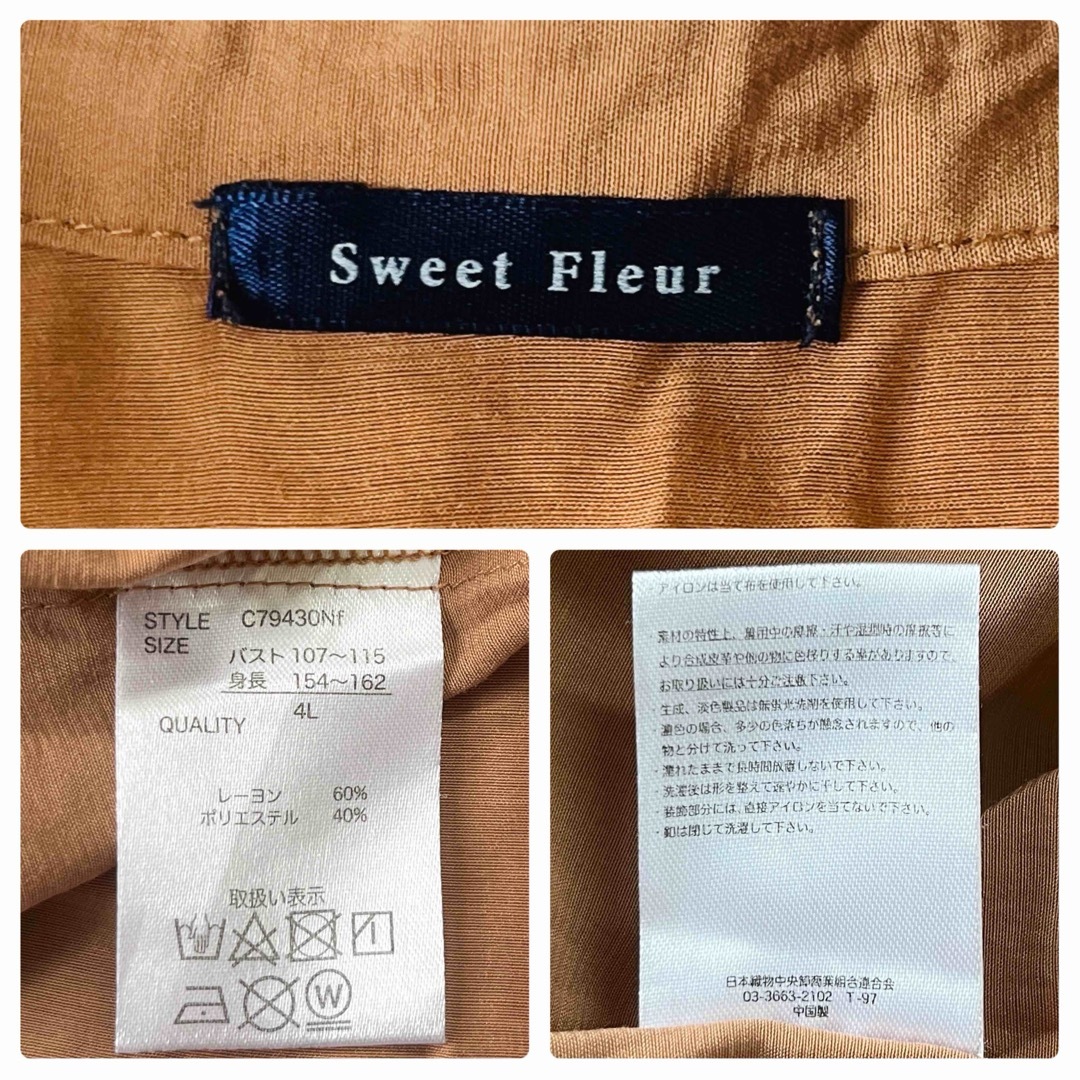 Sweet Fleur
STYLE C79430Nf
SIZE
バスト 107～115
身長 154～162
4L
QUALITY
レーヨン 60%
ポリエステル 40%
取扱い表示
W
・アイロンは当て布を使用して下さい。
・素材の特性上、着用中の摩擦・汗や湿潤時の摩擦等に
より合成皮革や他の物に色移りする事がありますので、
お取り扱いには十分ご注意下さい。
・生成、淡色製品は無蛍光洗剤を使用して下さい。
・濃色の場合、多少の色落ちが懸念されますので、他の
物と分けて洗って下さい。
・濡れたままで長時間放置しないで下さい。
・洗濯後は形を整えて速やかに干して下さい。
・装飾部分には、直接アイロンを当てないで下さい。
・釦は閉じて洗濯して下さい。
日本織物中央卸商業組合連合会
03-3663-2102 T-97
中国製